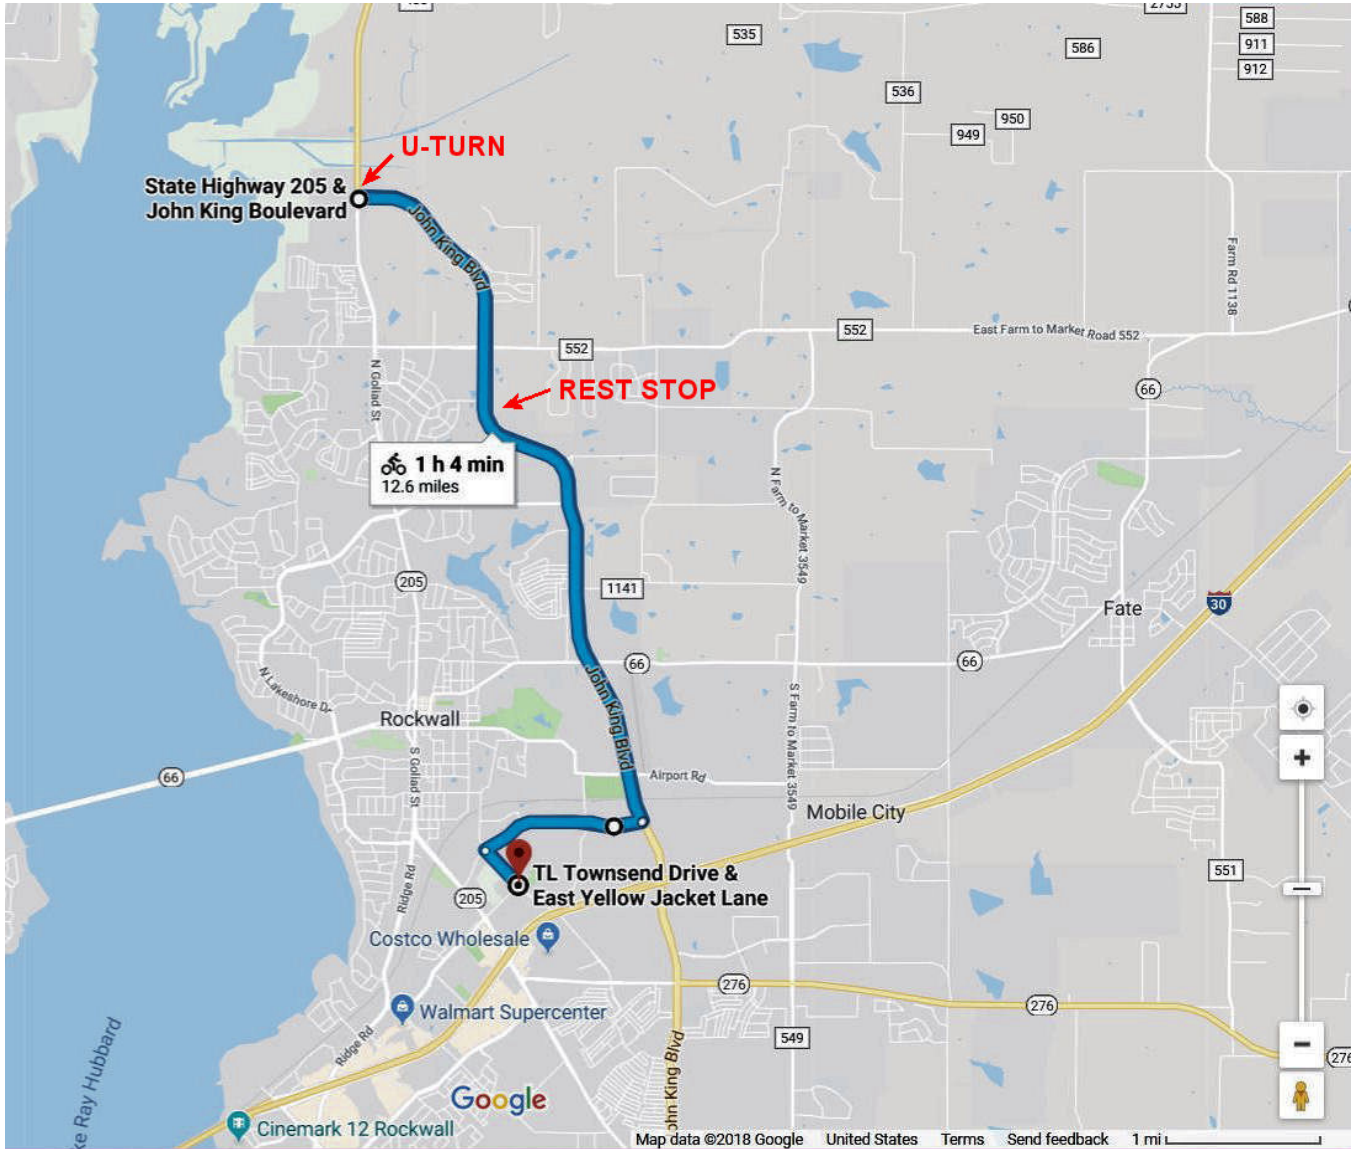 2755
588
535
911
586
912
536
950
949
U-TURN
State Highway 205 &
John King Boulevard
John King Blvd
Farm Rd 1138
552
East Farm to Market Road 552
552
N Goliad St
REST STOP
66
1 h 4 min
12.6 miles
N Farm to Market 3549
205
1141
30
Fate
66
66
John King Blvd
N Lakeshore Dr
Rockwall
S Farm to Market 3549
S Goliad St
66
Airport Rd
Mobile City
Ridge Rd
TL Townsend Drive &
East Yellow Jacket Lane
205
551
Costco Wholesale
276
276
Walmart Supercenter
Ridge Rd
549
276
ke Ray Hubbard
John King Blvd
Google
Cinemark 12 Rockwall
Map data ©2018 Google United States Terms Send feedback 1 mi